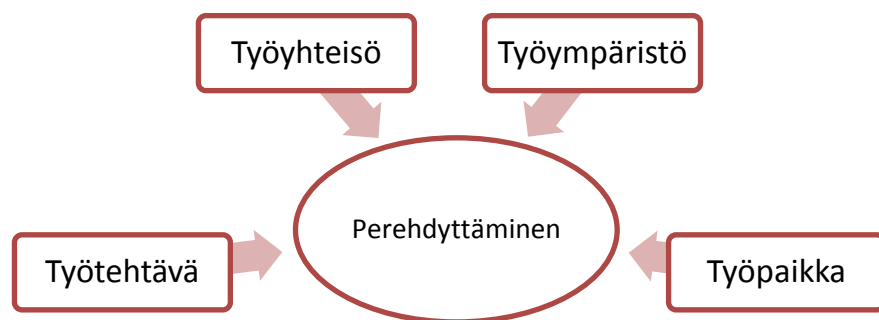 Työyhteisö
Työympäristö
Perehdyttäminen
Työtehtävä
Työpaikka